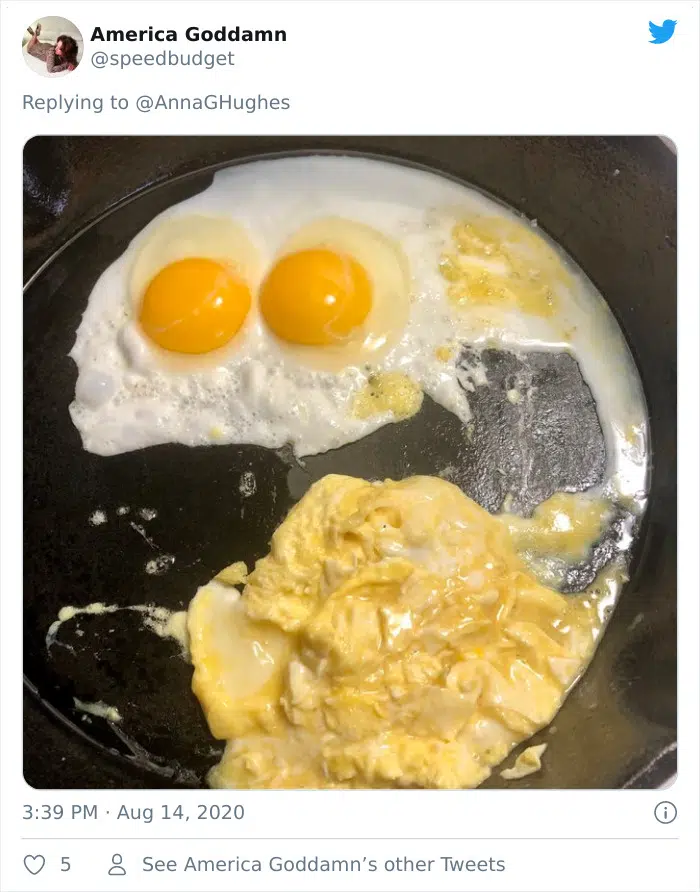 America Goddamn
@speedbudget
Replying to @AnnaGHughes
3:39 PM · Aug 14, 2020
5
See America Goddamn’s other Tweets